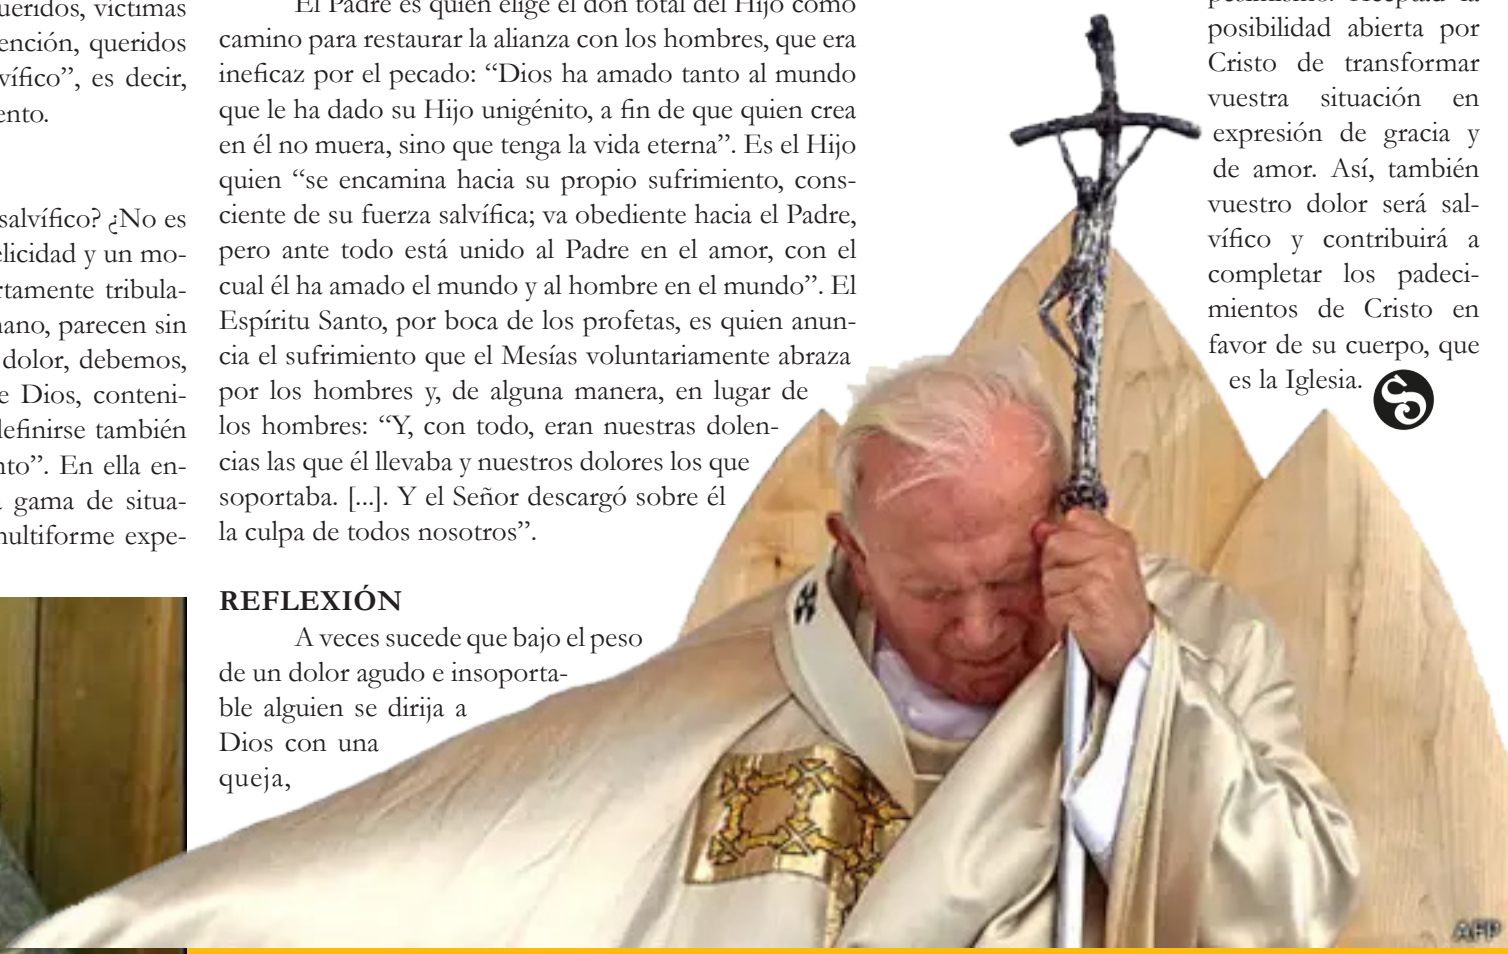 ueridos, víctimas
ención, queridos
vífico”, es decir,
ento.
salvífico? ¿No es
elicidad y un mo-
rtamente tribula-
nano, parecen sin
dolor, debemos,
e Dios, conteni-
definirse también
nto”. En ella en-
a gama de situa-
multiforme expe-
El Padre es quien elige el don total del Hijo como
camino para restaurar la alianza con los hombres, que era
ineficaz por el pecado: “Dios ha amado tanto al mundo
que le ha dado su Hijo unigénito, a fin de que quien crea
en él no muera, sino que tenga la vida eterna”. Es el Hijo
quien “se encamina hacia su propio sufrimiento, cons-
ciente de su fuerza salvífica; va obediente hacia el Padre,
pero ante todo está unido al Padre en el amor, con el
cual él ha amado el mundo y al hombre en el mundo”. El
Espíritu Santo, por boca de los profetas, es quien anun-
cia el sufrimiento que el Mesías voluntariamente abraza
por los hombres y, de alguna manera, en lugar de
los hombres: “Y, con todo, eran nuestras dolen-
cias las que él llevaba y nuestros dolores los que
soportaba. [...]. Y el Señor descargó sobre él
la culpa de todos nosotros”.
REFLEXIÓN
A veces sucede que bajo el peso
de un dolor agudo e insoporta-
ble alguien se dirija a
Dios con una
queja,
pesimismo. Aceptad la
posibilidad abierta por
Cristo de transformar
vuestra situación en
expresión de gracia y
de amor. Así, también
vuestro dolor será sal-
vífico y contribuirá a
completar los padeci-
mientos de Cristo en
favor de su cuerpo, que
es la Iglesia.
AFP